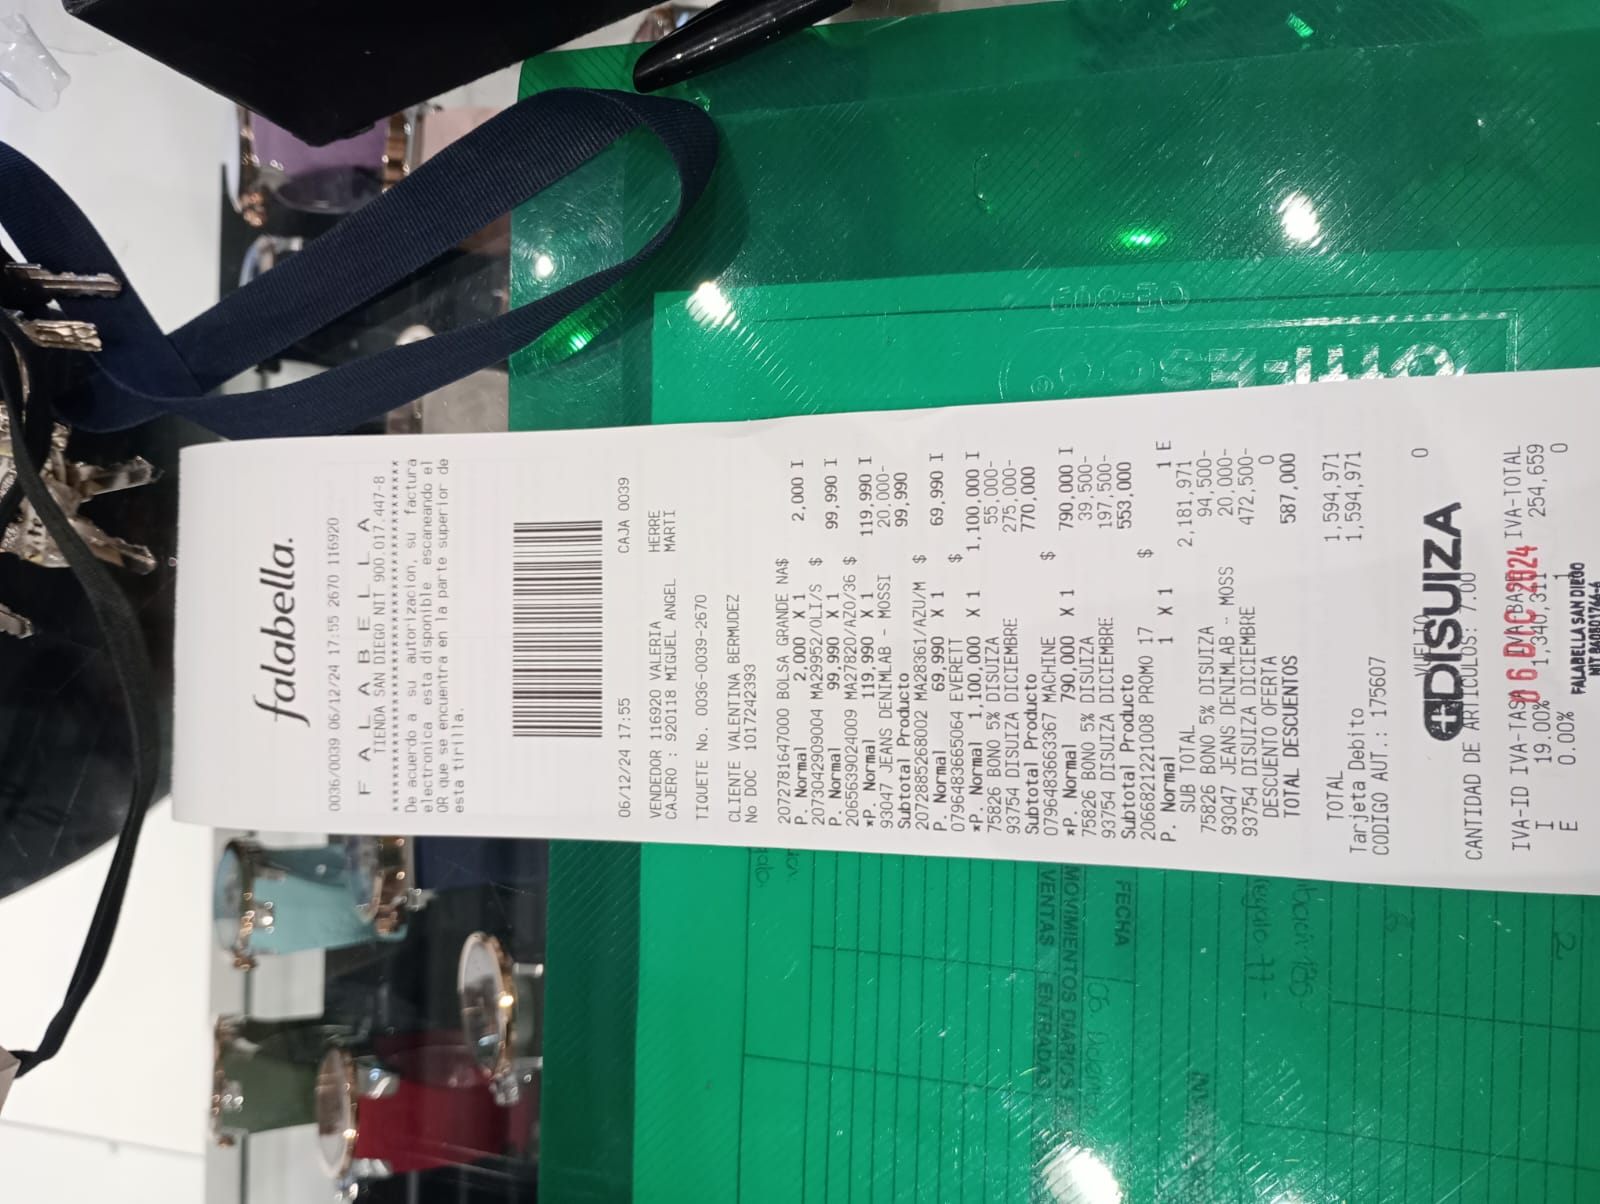 falabella.
0036/0039 06/12/24 17:55 2670 116920
F A L A B E L L A
TIENDA SAN DIEGO NIT 900.017.447-8
****************************************
De acuerdo a su autorizacion, su factura
electronica esta disponible escaneando el
QR que se encuentra en la parte superior de
esta tirilla.
06/12/24 17:55 CAJA 0039
VENDEDOR 116920 VALERIA HERRE
CAJERO : 920118 MIGUEL ANGEL MARTI
TIQUETE No. 0036-0039-2670
CLIENTE VALENTINA BERMUDEZ
No DOC 1017242393
2072781647000 BOLSA GRANDE NA$
P. Normal 2,000 X 1 2,000 I
2073042909004 MA29952/OLI/S $
P. Normal 99,990 X 1 99,990 I
2065639024009 MA27820/AZO/36 $
*P. Normal 119,990 X 1 119,990 I
93047 JEANS DENIMLAB - MOSSI 20,000-
Subtotal Producto 99,990
2072885268002 MA28361/AZU/M $
P. Normal 69,990 X 1 69,990 I
0796483665064 EVERETT $
*P. Normal 1,100,000 X 1 1,100,000 I
75826 BONO 5% DISUIZA 55,000-
93754 DISUIZA DICIEMBRE 275,000-
Subtotal Producto 770,000
0796483663367 MACHINE $
*P. Normal 790,000 X 1 790,000 I
75826 BONO 5% DISUIZA 39,500-
93754 DISUIZA DICIEMBRE 197,500-
Subtotal Producto 553,000
2066821221008 PROMO 17 $
P. Normal 1 X 1 1 E
SUB TOTAL 2,181,971
75826 BONO 5% DISUIZA 94,500-
93047 JEANS DENIMLAB - MOSS 20,000-
93754 DISUIZA DICIEMBRE 472,500-
DESCUENTO OFERTA 0
TOTAL DESCUENTOS 587,000
TOTAL 1,594,971
Tarjeta Debito 1,594,971
CODIGO AUT.: 175607
VUELTO 0
DISUIZA
CANTIDAD DE ARTICULOS: 7.00
06 DIC 2024
IVA-ID IVA-TASA IVA-BASE IVA-TOTAL
I 19.00% 1,340,311 254,659
E 0.00% 1 0
FALABELLA SAN DIEGO
MOVIMIENTOS DIARIOS
VENTAS ENTRADAS
FECHA